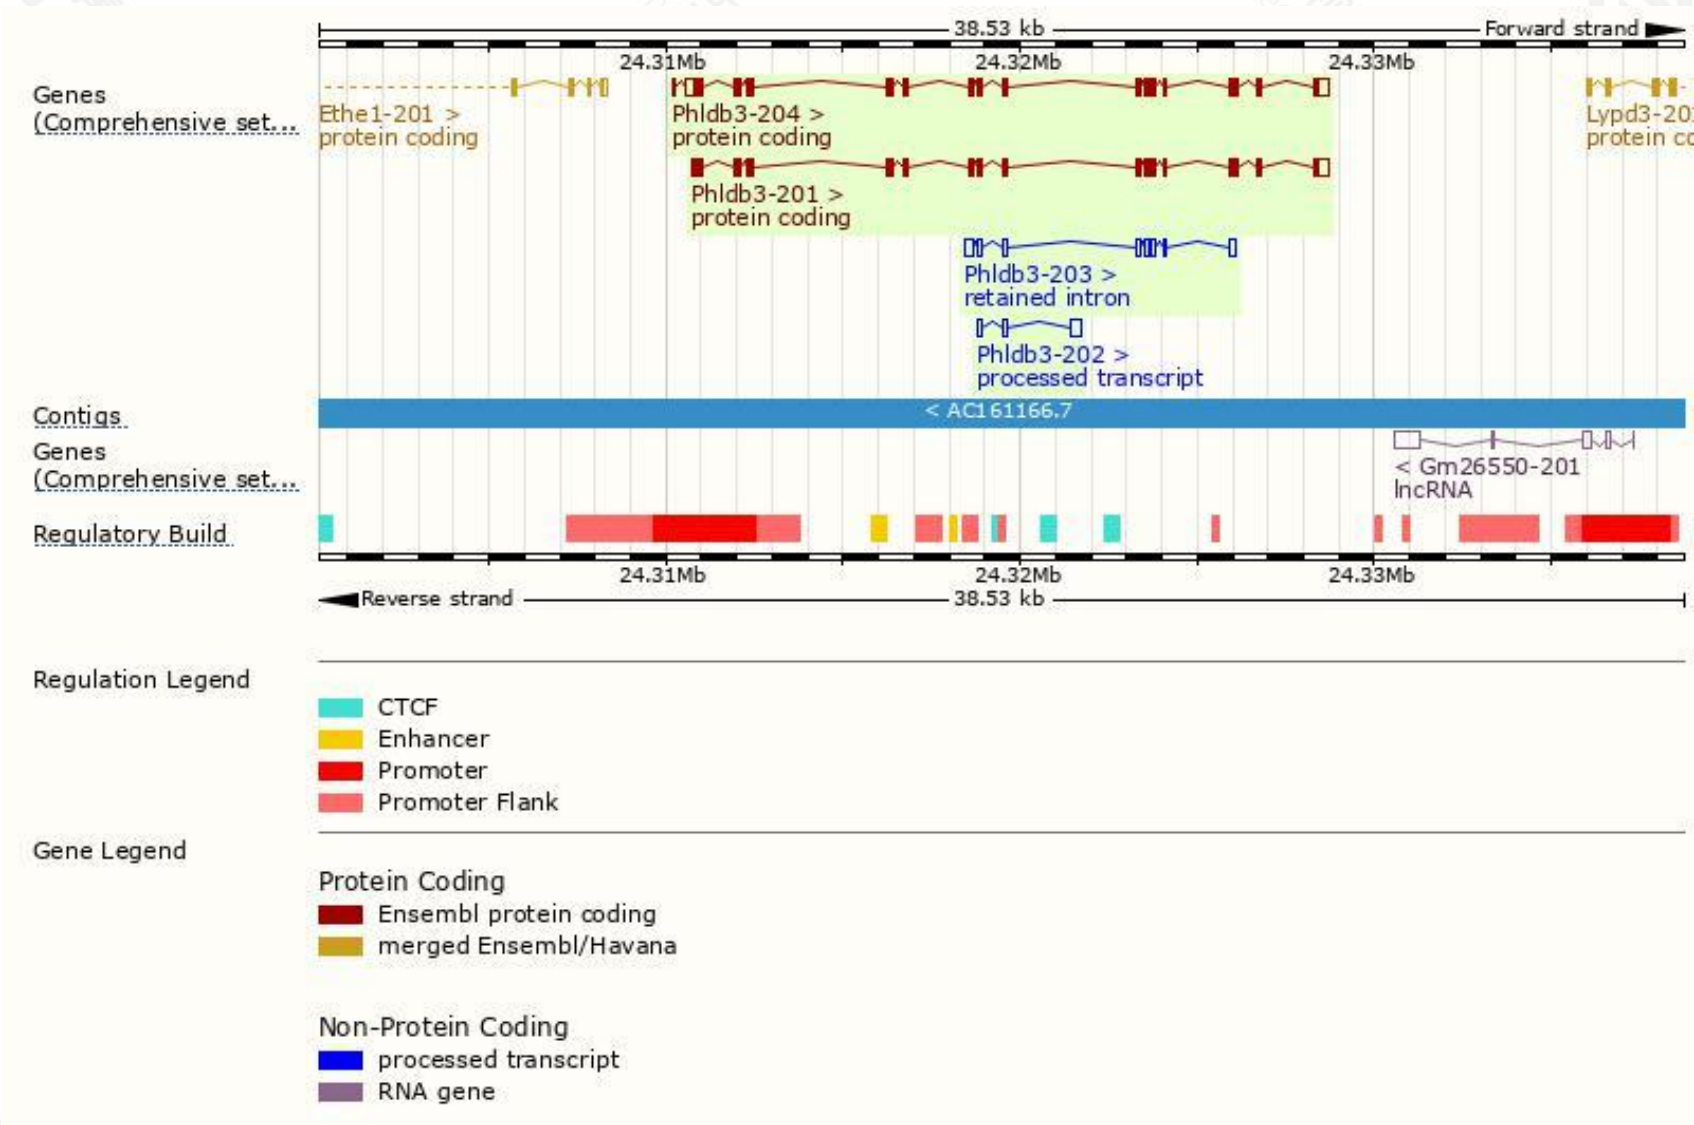 38.53 kb Forward strand
24.31Mb 24.32Mb 24.33Mb
Genes
(Comprehensive set...
Ethe1-201 >
protein coding
Phldb3-204 >
protein coding
Lypd3-20
protein co
Phldb3-201 >
protein coding
Phldb3-203 >
retained intron
Phldb3-202 >
processed transcript
Contigs
< AC161166.7
Genes
(Comprehensive set...
< Gm26550-201
lncRNA
Regulatory Build
24.31Mb 24.32Mb 24.33Mb
Reverse strand 38.53 kb
Regulation Legend
CTCF
Enhancer
Promoter
Promoter Flank
Gene Legend
Protein Coding
Ensembl protein coding
merged Ensembl/Havana
Non-Protein Coding
processed transcript
RNA gene